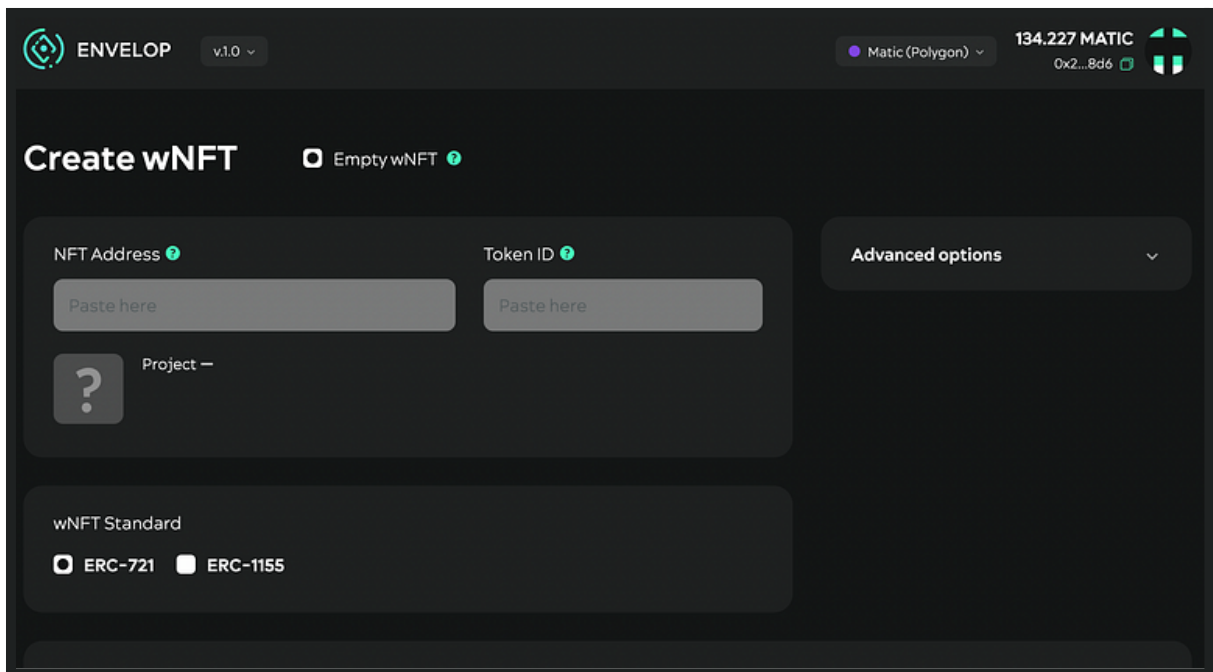 ENVELOP v.1.0 Matic (Polygon) 134.227 MATIC
0x2...8d6
Create wNFT Empty wNFT ?
NFT Address ? Token ID ? Advanced options
Paste here Paste here
Project —
?
wNFT Standard
ERC-721 ERC-1155